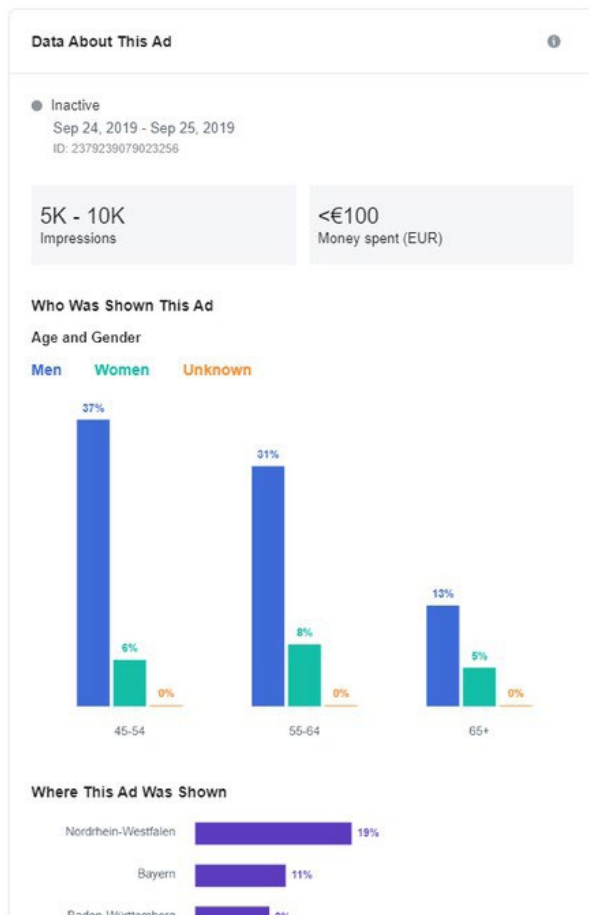 Data About This Ad
Inactive
Sep 24, 2019 - Sep 25, 2019
ID: 2379239079023256
5K - 10K
Impressions
<€100
Money spent (EUR)
Who Was Shown This Ad
Age and Gender
Men Women Unknown
37%
31%
13%
6%
8%
5%
0%
0%
0%
45-54 55-64 65+
Where This Ad Was Shown
Nordrhein-Westfalen 19%
Bayern 11%
Baden-Württemberg